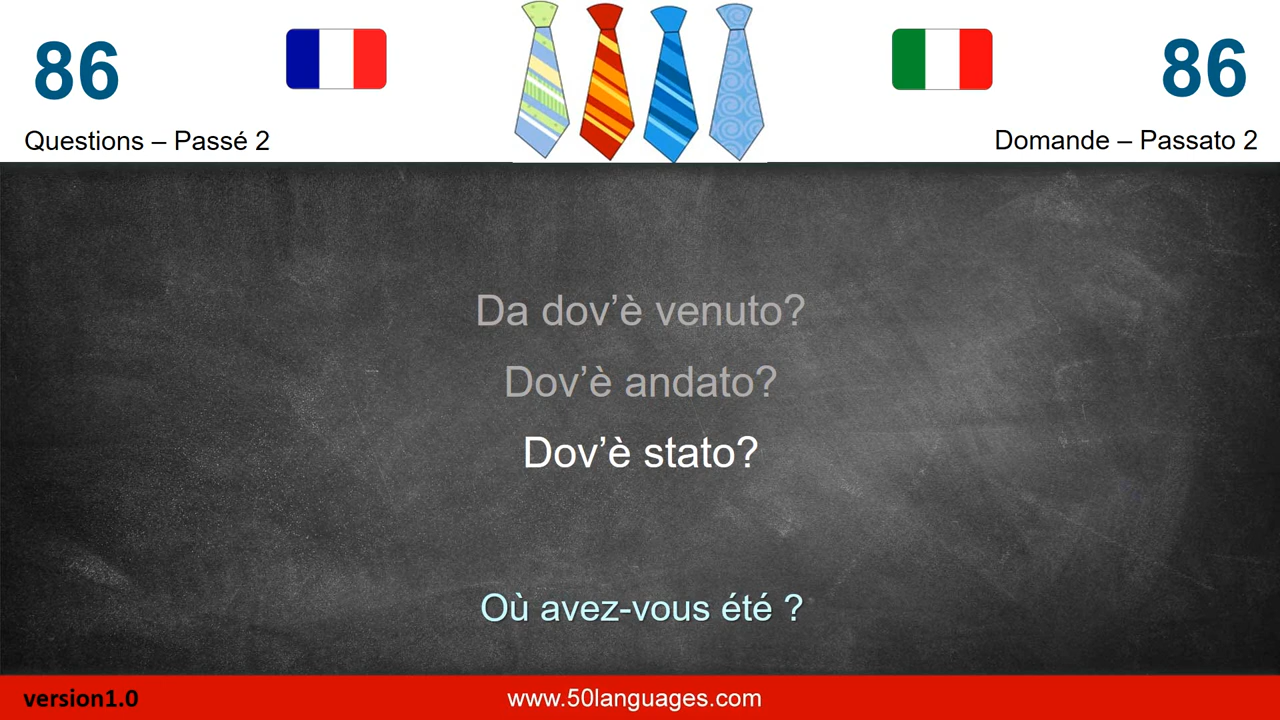 86
86
Questions – Passé 2
Domande – Passato 2
Da dov’è venuto?
Dov’è andato?
Dov’è stato?
Où avez-vous été ?
version1.0
www.50languages.com